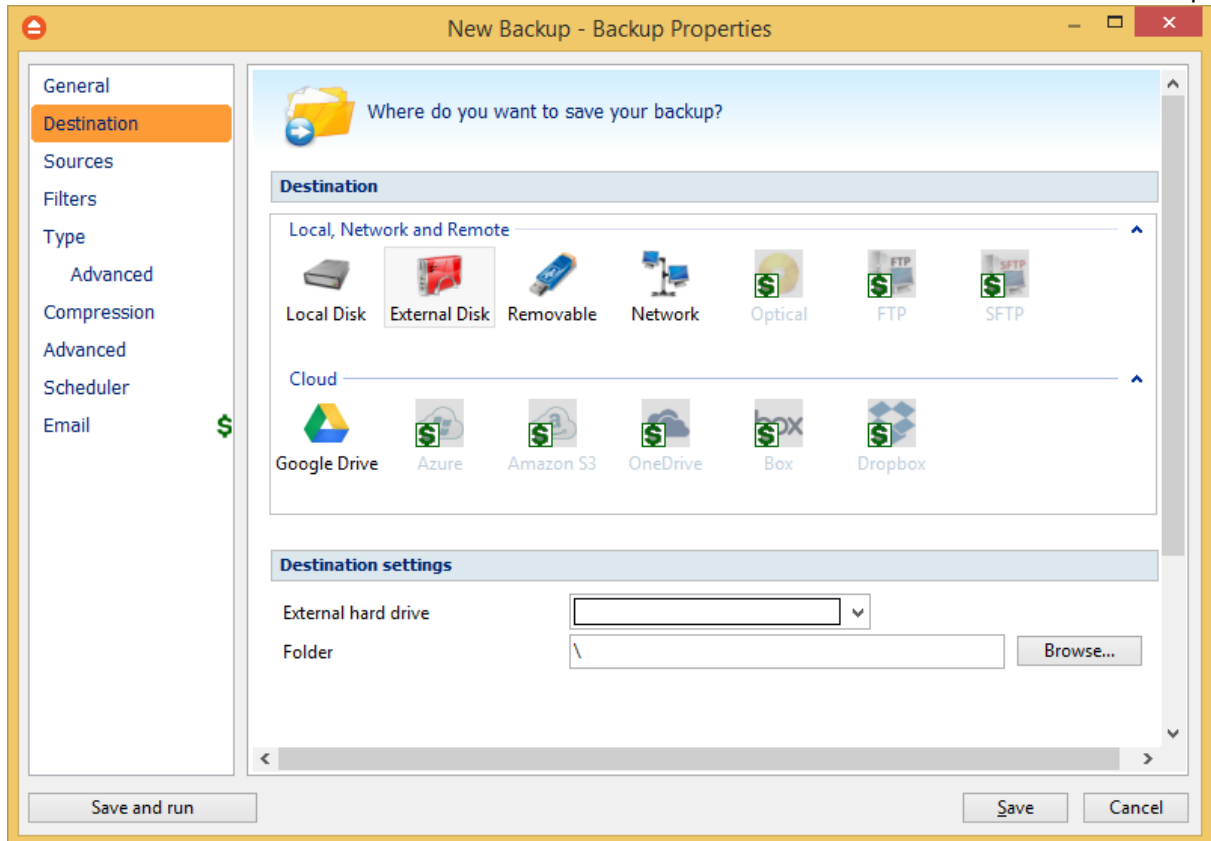 New Backup - Backup Properties
General
Destination
Sources
Filters
Type
Advanced
Compression
Advanced
Scheduler
Email $
Where do you want to save your backup?
Destination
Local, Network and Remote
Local Disk External Disk Removable Network $ Optical FTP $ FTP SFTP $ SFTP
Cloud
Google Drive $ Azure a $ Amazon S3 $ OneDrive box $ Box $ Dropbox
Destination settings
External hard drive
Folder \ Browse...
Save and run Save Cancel